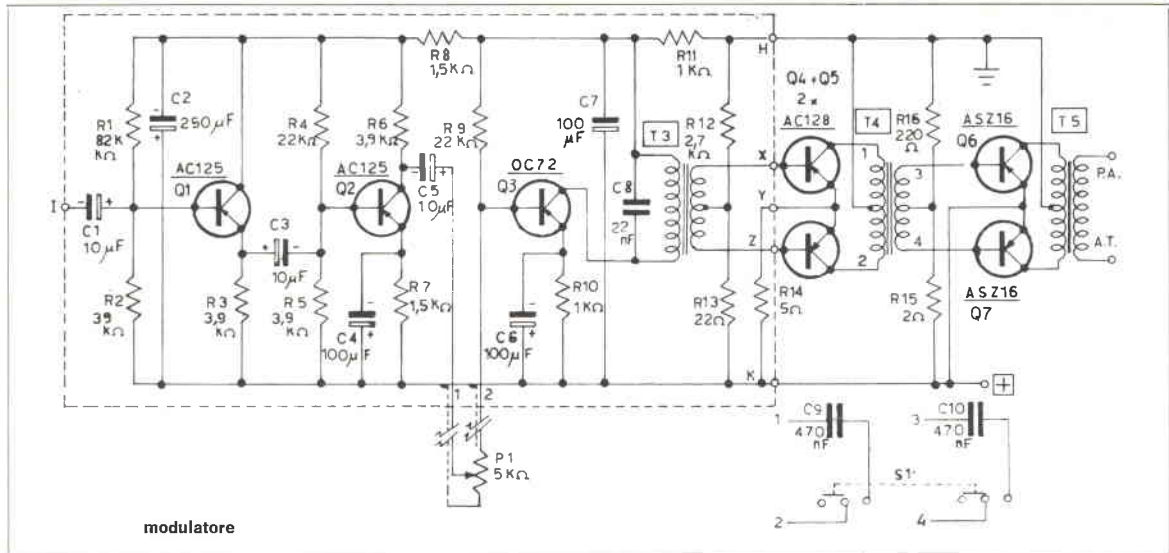 H
R8
1,5KΩ
R11
1KΩ
Q4+Q5
2x
AC128
C2
250µF
-
+
R1
82K
KΩ
R4
22KΩ
R6
3,9KΩ
R9
22KΩ
C7
100
µF
T3
R12
2,7
KΩ
T4
R16
220
Ω
ASZ16
Q6
T5
AC125
Q1
AC125
Q2
C5
10µF
- +
OC72
Q3
C8
22
nF
X
Y
Z
1
2
3
4
P.A.
A.T.
I
- +
C1
10µF
C3
+ -
10µF
R2
39
KΩ
R3
3,9
KΩ
R5
3,9
KΩ
R7
1,5KΩ
C4
100µF
-
+
C6
100µF
-
+
R10
1KΩ
R13
22Ω
R14
5Ω
R15
2Ω
ASZ16
Q7
K
+
1
2
P1
5KΩ
1
C9
470
nF
3
C10
470
nF
S1
2
4
modulatore